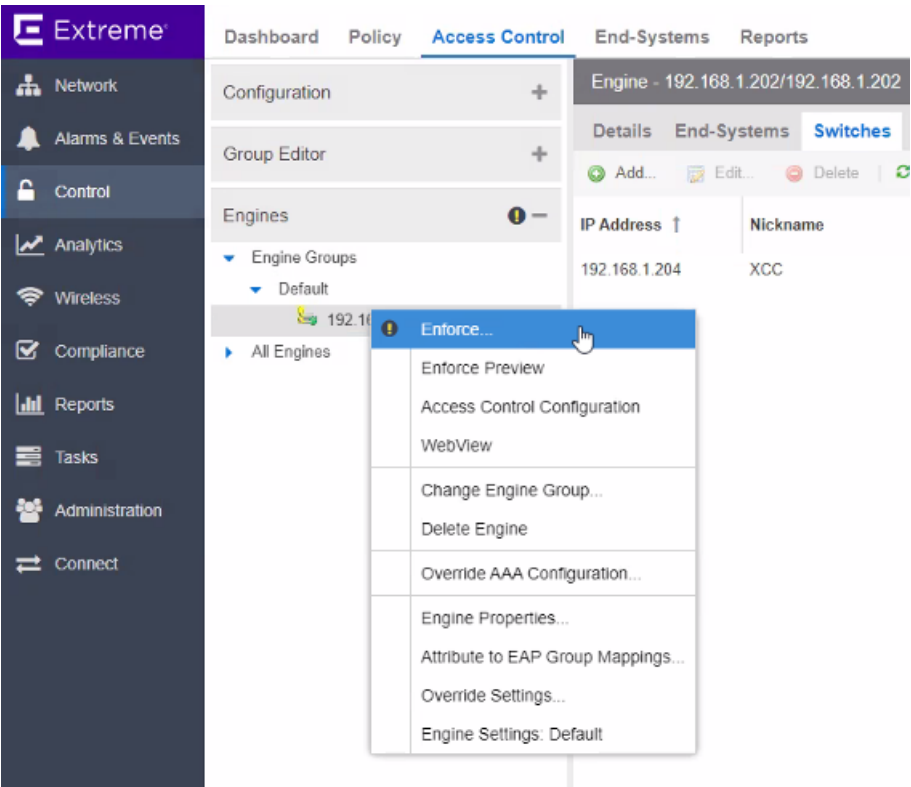 Extreme
Dashboard Policy Access Control End-Systems Reports
Network
Alarms & Events
Control
Analytics
Wireless
Compliance
Reports
Tasks
Administration
Connect
Configuration
Group Editor
Engines
Engine Groups
Default
192.16
All Engines
Enforce...
Enforce Preview
Access Control Configuration
WebView
Change Engine Group...
Delete Engine
Override AAA Configuration...
Engine Properties...
Attribute to EAP Group Mappings...
Override Settings...
Engine Settings: Default
Engine - 192.168.1.202/192.168.1.202
Details End-Systems Switches
Add... Edit... Delete
IP Address Nickname
192.168.1.204 XCC